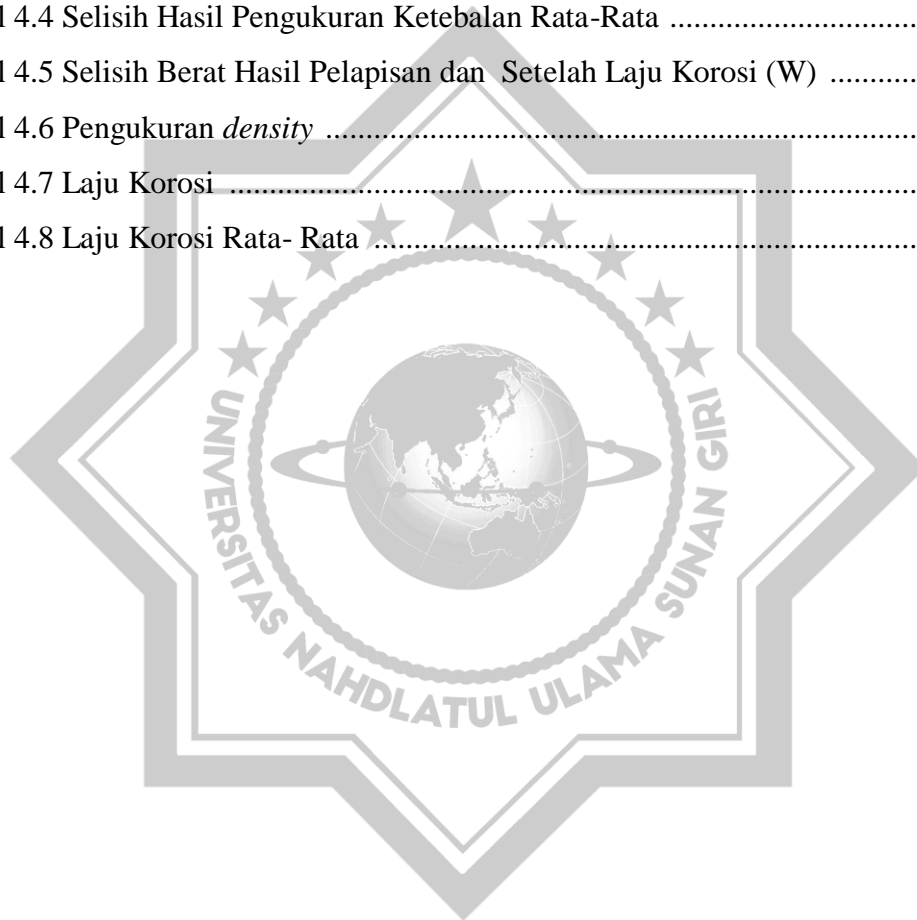 l 4.4 Selisih Hasil Pengukuran Ketebalan Rata-Rata ..............................
l 4.5 Selisih Berat Hasil Pelapisan dan Setelah Laju Korosi (W) ...........
l 4.6 Pengukuran density .........................................................................
l 4.7 Laju Korosi .....................................................................................
l 4.8 Laju Korosi Rata- Rata ...................................................................
UNIVERSITAS NAHDLATUL ULAMA SUNAN GIRI